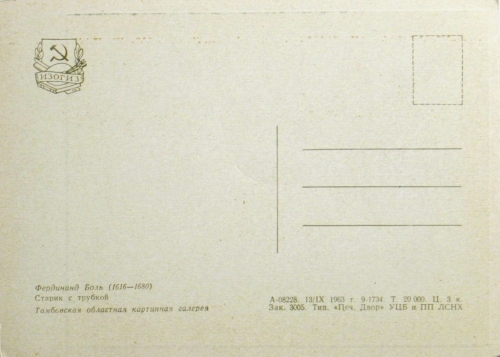 ИЗОГИЗ
Фердинанд Боль (1616—1680)
Старик с трубкой
Тамбовская областная картинная галерея
А-08228. 13/IX 1963 г. 9-1734. Т. 20 000. Ц. 3 к.
Зак. 3005. Тип. «Печ. Двор» УЦБ и ПП ЛСНХ